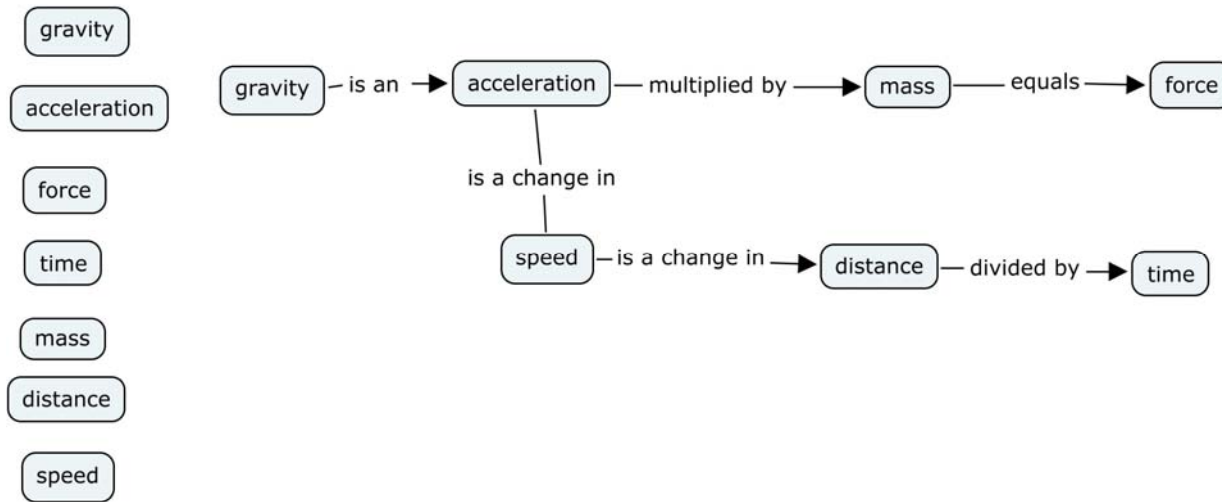 gravity
acceleration
force
time
mass
distance
speed
gravity is an acceleration multiplied by mass equals force
is a change in
speed is a change in distance divided by time